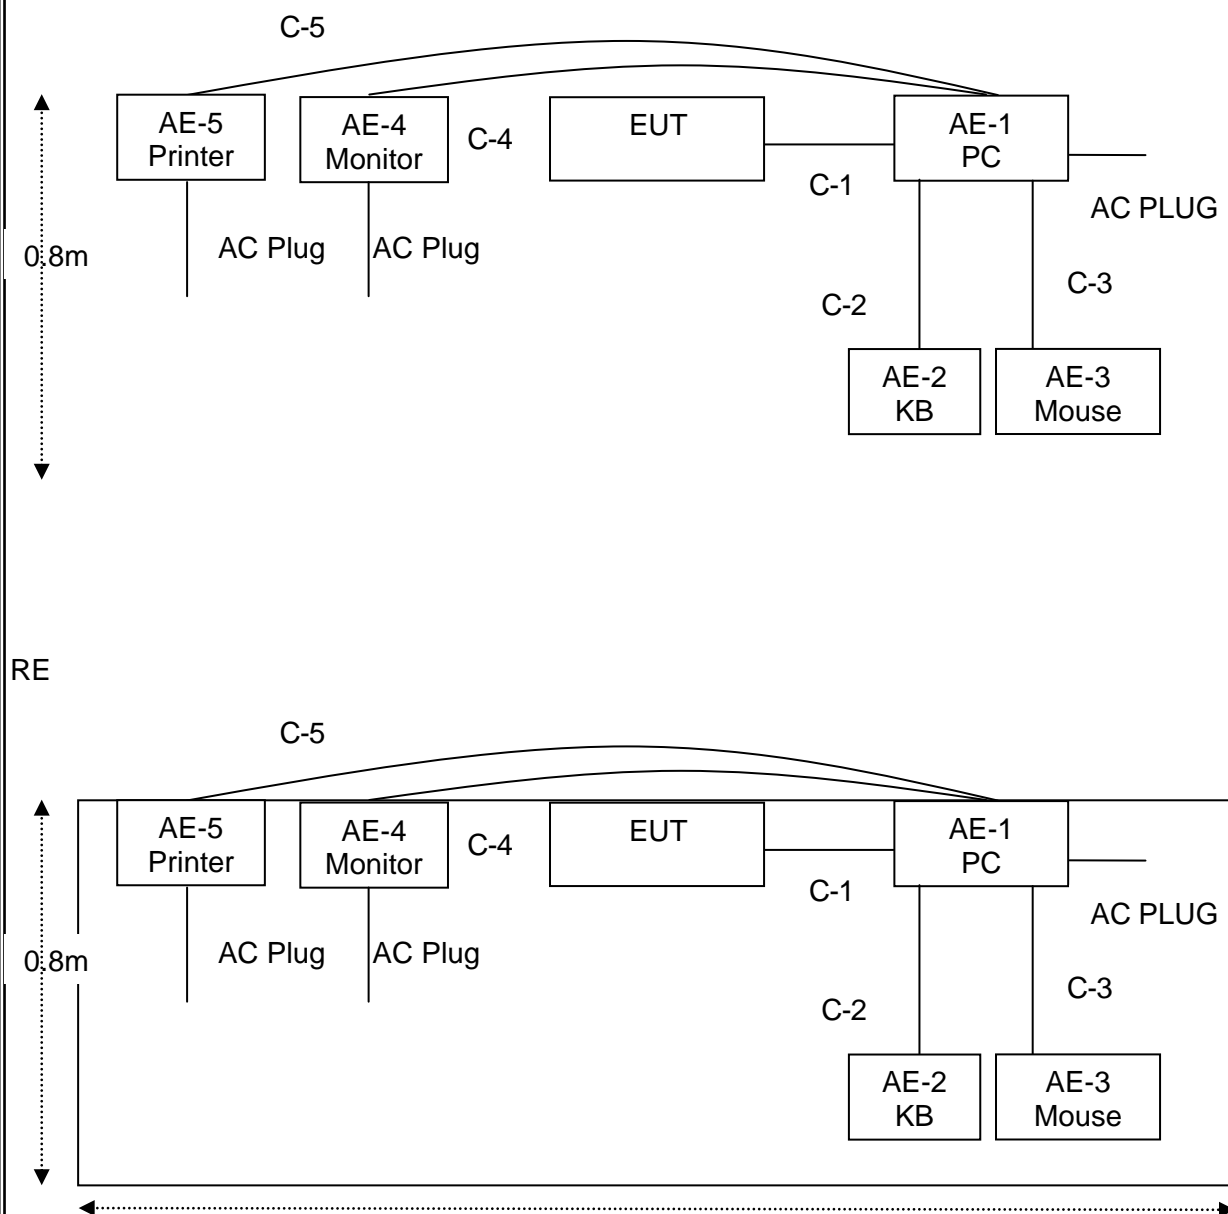 C-5
AE-5
Printer
AE-4
Monitor
C-4
EUT
C-1
AE-1
PC
AC PLUG
0.8m
AC Plug
AC Plug
C-2
C-3
AE-2
KB
AE-3
Mouse
RE
C-5
AE-5
Printer
AE-4
Monitor
C-4
EUT
C-1
AE-1
PC
AC PLUG
0.8m
AC Plug
AC Plug
C-2
C-3
AE-2
KB
AE-3
Mouse